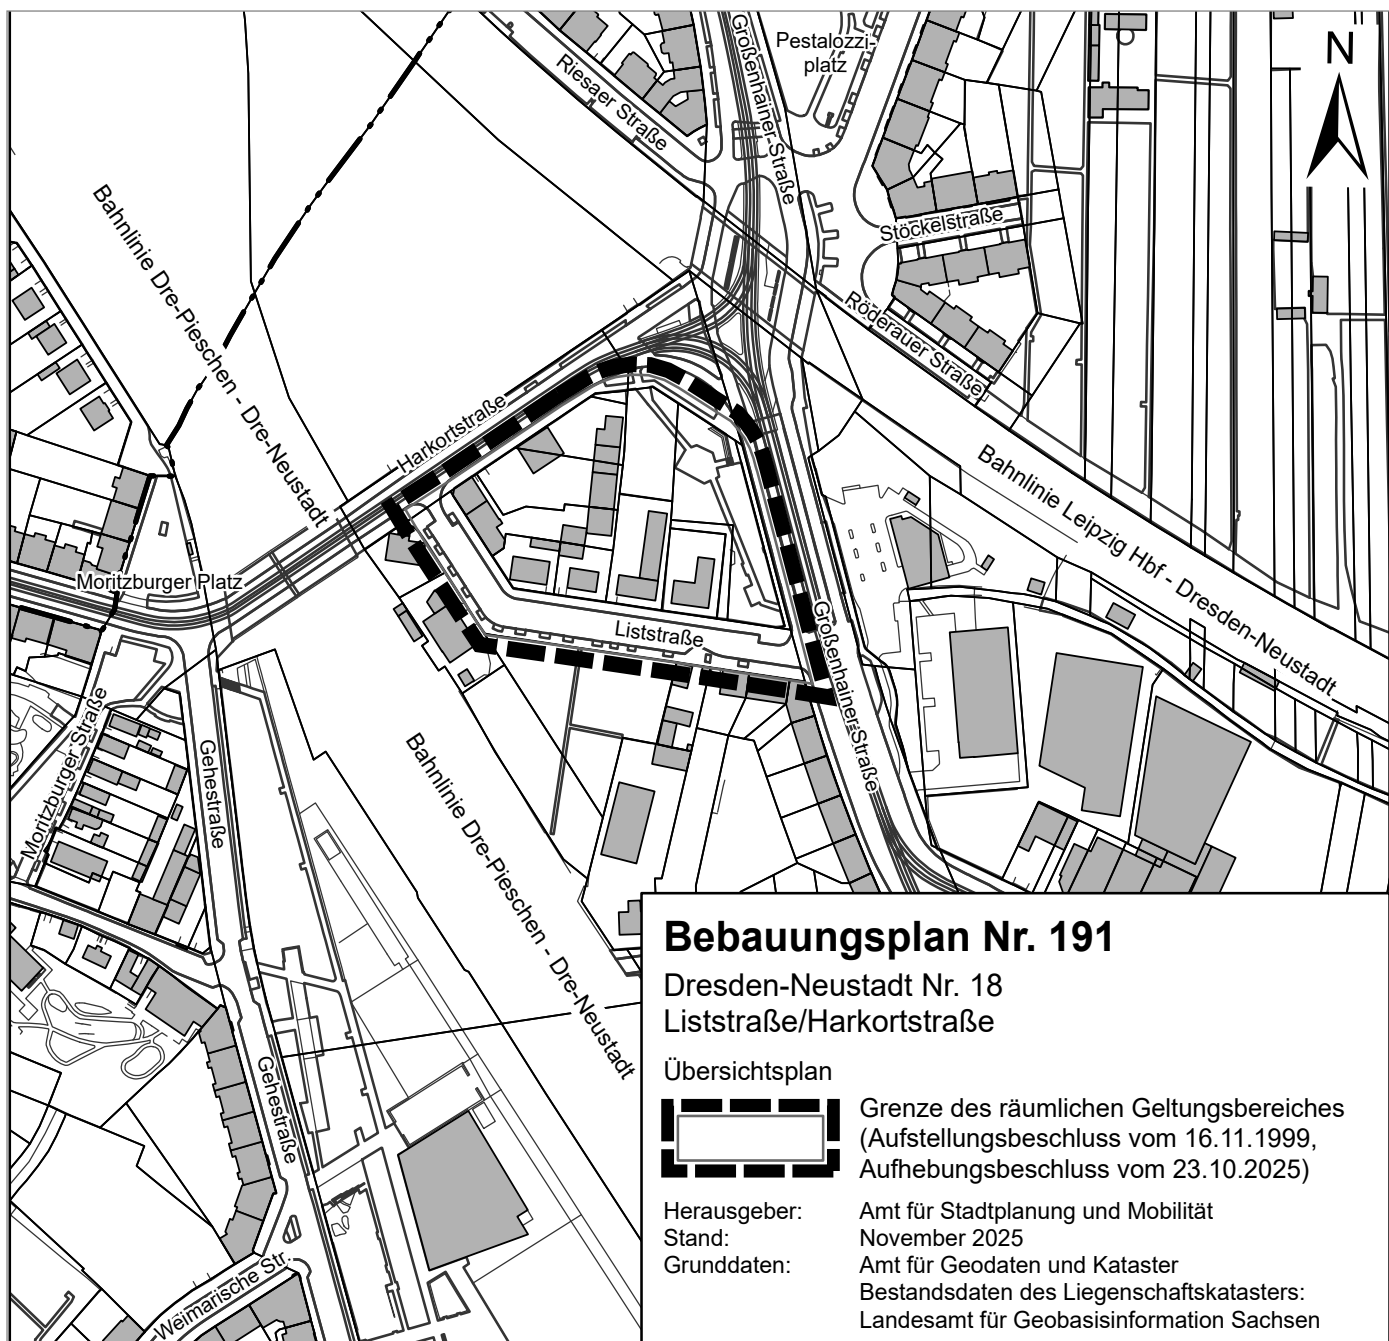 Großenhainer-Straße
Pestalozzi-
platz
N
Riesaer Straße
Bahnlinie Dre-Pieschen - Dre-Neustadt
Stöckelstraße
Röderauer Straße
Harkortstraße
Bahnlinie Leipzig Hbf - Dresden-Neustadt
Moritzburger Platz
Liststraße
Großenhainer-Straße
Moritzburger Straße
Gehestraße
Bahnlinie Dre-Pieschen - Dre-Neustadt
Gehestraße
Weimarische Str.
Bebauungsplan Nr. 191
Dresden-Neustadt Nr. 18
Liststraße/Harkortstraße
Übersichtsplan
Grenze des räumlichen Geltungsbereiches
(Aufstellungsbeschluss vom 16.11.1999,
Aufhebungsbeschluss vom 23.10.2025)
Herausgeber: Amt für Stadtplanung und Mobilität
Stand: November 2025
Grunddaten: Amt für Geodaten und Kataster
Bestandsdaten des Liegenschaftskatasters:
Landesamt für Geobasisinformation Sachsen